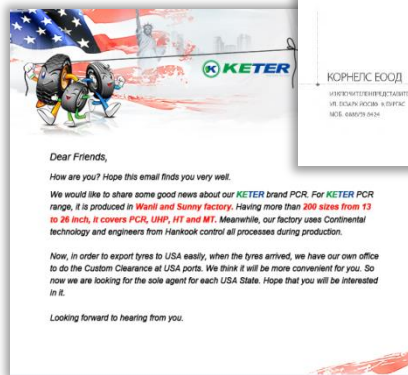 KETER
КОРНЕЛС ЕООД
Dear Friends,
How are you? Hope this email finds you very well.
We would like to share some good news about our KETER brand PCR. For KETER PCR
range, it is produced in Wanli and Sunny factory. Having more than 200 sizes from 13
to 26 inch, it covers PCR, UHP, HT and MT. Meanwhile, our factory uses Continental
technology and engineers from Hankook control all processes during production.
Now, in order to export tyres to USA easily, when the tyres arrived, we have our own office
to do the Custom Clearance at USA ports. We think it will be more convenient for you. So
now we are looking for the sole agent for each USA State. Hope that you will be interested
in it.
Looking forward to hearing from you.